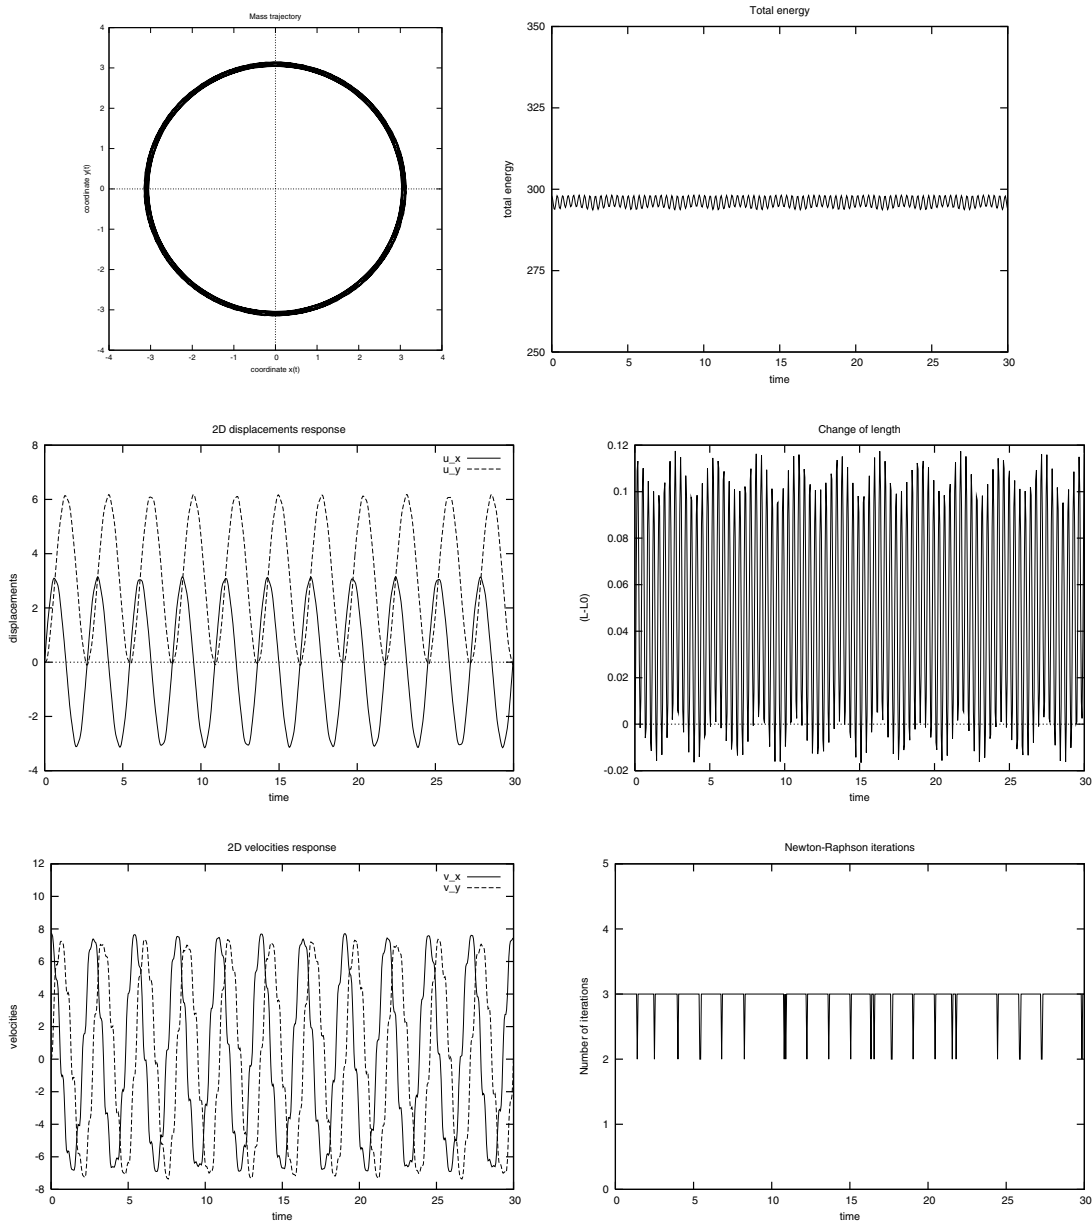 Mass trajectory
4
3
2
1
0
-1
-2
-3
-4
coordinate y(t)
-4 -3 -2 -1 0 1 2 3 4
coordinate x(t)
Total energy
350
325
300
275
250
total energy
0 5 10 15 20 25 30
time
2D displacements response
u_x
u_y
8
6
4
2
0
-2
-4
displacements
0 5 10 15 20 25 30
time
Change of length
0.12
0.1
0.08
0.06
0.04
0.02
0
-0.02
(L-L0)
0 5 10 15 20 25 30
time
2D velocities response
v_x
v_y
12
10
8
6
4
2
0
-2
-4
-6
-8
velocities
0 5 10 15 20 25 30
time
Newton-Raphson iterations
5
4
3
2
1
0
Number of iterations
0 5 10 15 20 25 30
time